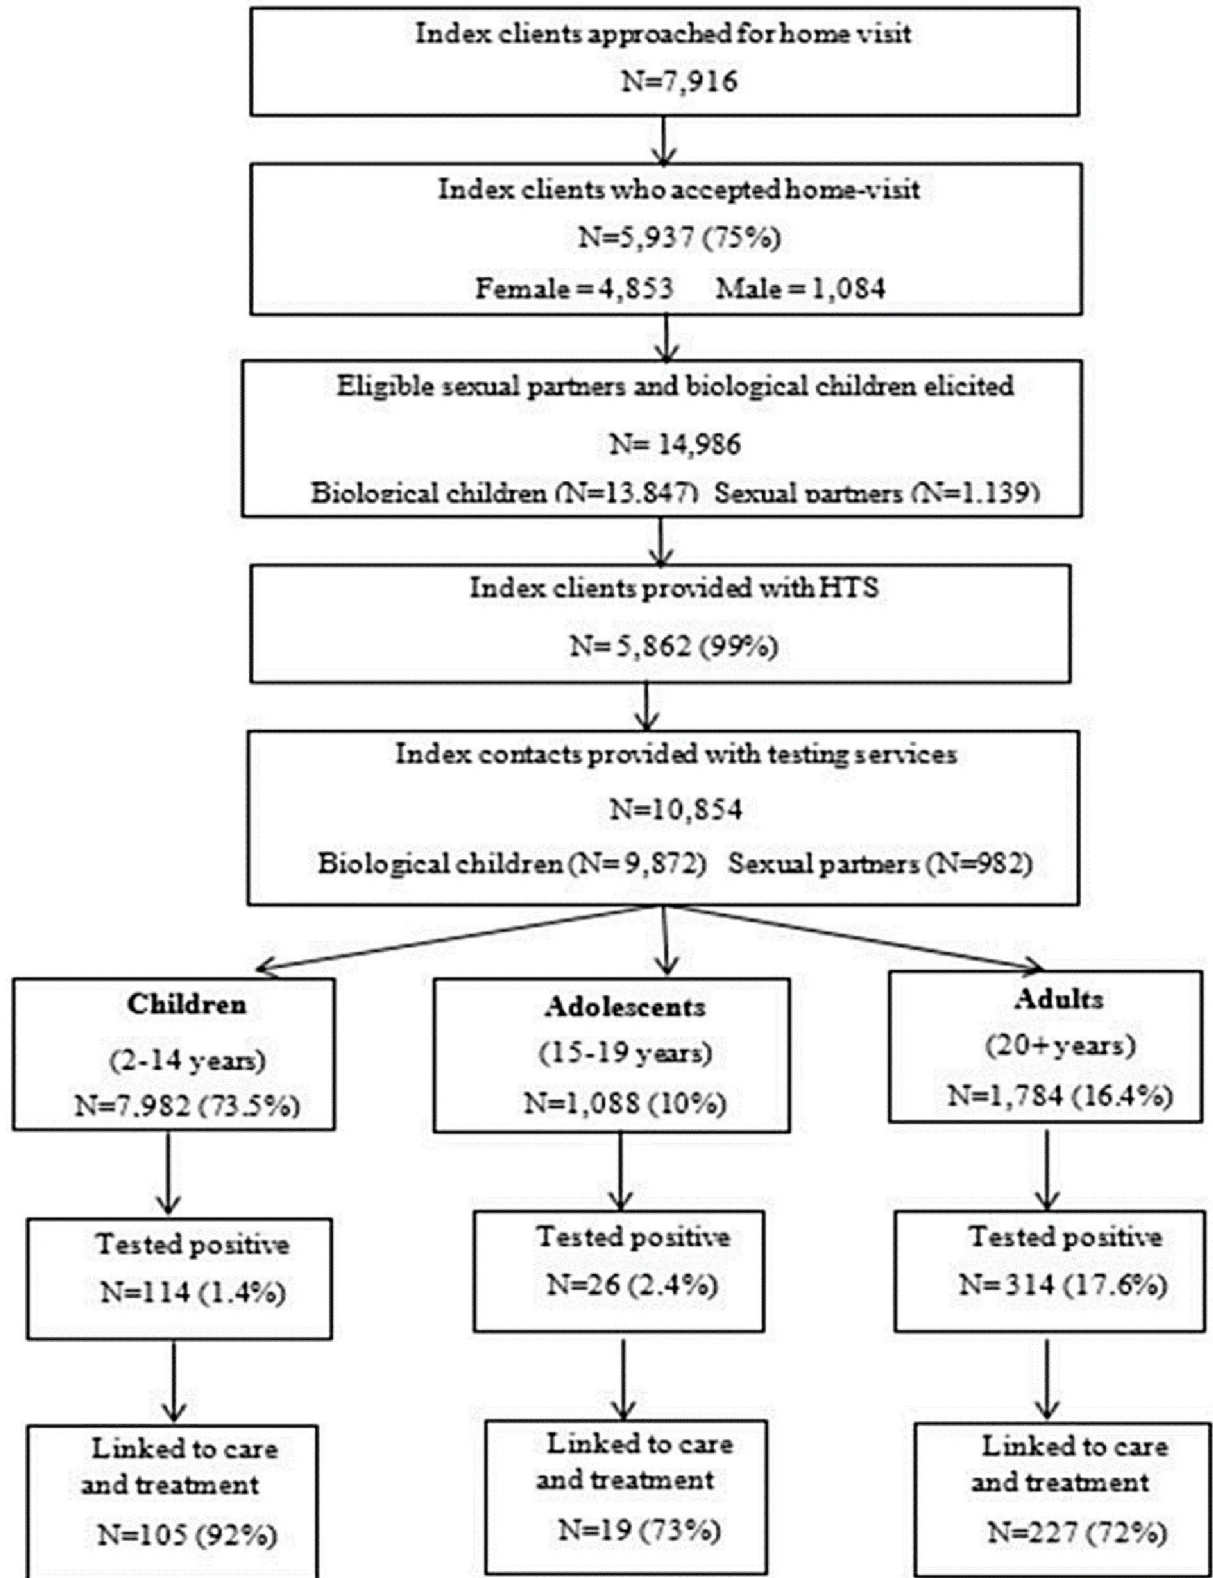 Index clients approached for home visit
N=7,916
Index clients who accepted home-visit
N=5,937 (75%)
Female = 4,853 Male = 1,084
Eligible sexual partners and biological children elicited
N= 14,986
Biological children (N=13.847) Sexual partners (N=1.139)
Index clients provided with HTS
N= 5,862 (99%)
Index contacts provided with testing services
N=10,854
Biological children (N= 9,872) Sexual partners (N=982)
Children
(2-14 years)
N=7.982 (73.5%)
Adolescents
(15-19 years)
N=1,088 (10%)
Adults
(20+ years)
N=1,784 (16.4%)
Tested positive
N=114 (1.4%)
Tested positive
N=26 (2.4%)
Tested positive
N= 314 (17.6%)
Linked to care
and treatment
N=105 (92%)
Linked to care
and treatment
N=19 (73%)
Linked to care
and treatment
N=227 (72%)